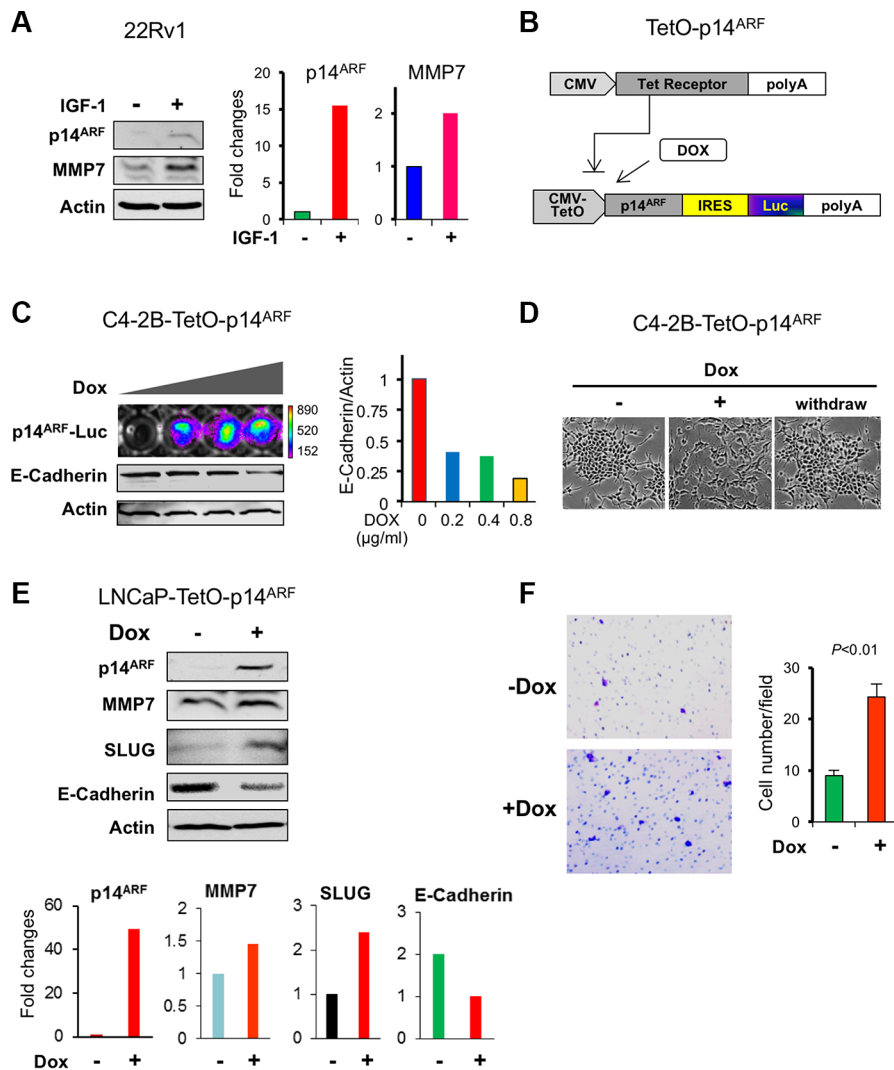 A
22Rv1
IGF-1 - +
p14ARF
MMP7
Actin
Fold changes
p14ARF
20
15
10
5
0
MMP7
2
1
0
IGF-1 - + - +
B
TetO-p14ARF
CMV Tet Receptor polyA
DOX
CMV-TetO p14ARF IRES Luc polyA
C
C4-2B-TetO-p14ARF
Dox
p14ARF-Luc
890
520
152
E-Cadherin
Actin
E-Cadherin/Actin
1
0.75
0.5
0.25
0
DOX 0 0.2 0.4 0.8
(µg/ml)
D
C4-2B-TetO-p14ARF
Dox
- + withdraw
E
LNCaP-TetO-p14ARF
Dox - +
p14ARF
MMP7
SLUG
E-Cadherin
Actin
Fold changes
p14ARF
60
40
20
0
MMP7
2
1.5
1
0.5
0
SLUG
3
2
1
0
E-Cadherin
3
2
1
0
Dox - + - + - + - +
F
-Dox
+Dox
P<0.01
Cell number/field
30
20
10
0
Dox - +